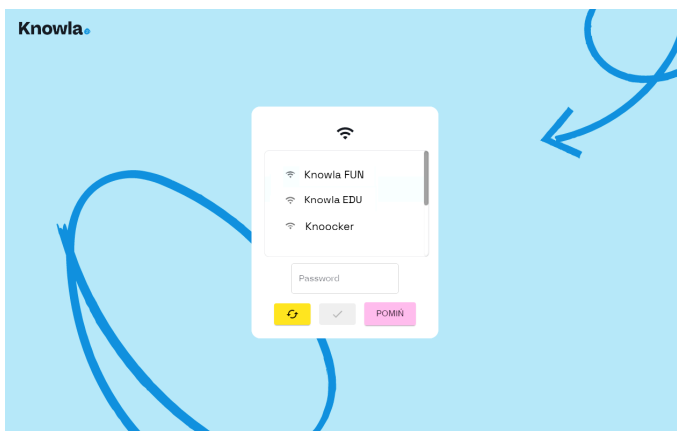 Knowla
Knowla FUN
Knowla EDU
Knoocker
Password
POMIŃ